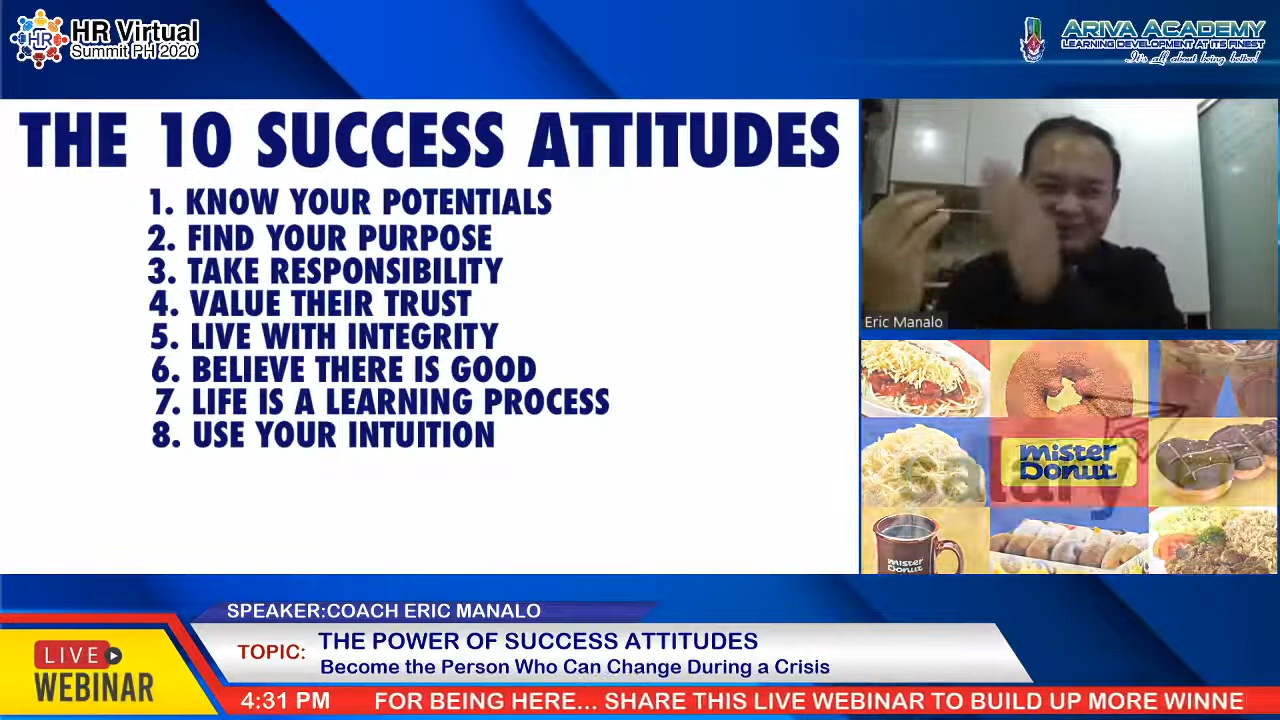 HR Virtual
Summit PH 2020
HR
ARIVA ACADEMY
LEARNING DEVELOPMENT AT ITS FINEST
It's all about being better!
THE 10 SUCCESS ATTITUDES
1. KNOW YOUR POTENTIALS
2. FIND YOUR PURPOSE
3. TAKE RESPONSIBILITY
4. VALUE THEIR TRUST
5. LIVE WITH INTEGRITY
6. BELIEVE THERE IS GOOD
7. LIFE IS A LEARNING PROCESS
8. USE YOUR INTUITION
Eric Manalo
mister
Donut
salary
mister
Donut
SPEAKER:COACH ERIC MANALO
TOPIC: THE POWER OF SUCCESS ATTITUDES
Become the Person Who Can Change During a Crisis
LIVE
WEBINAR
4:31 PM FOR BEING HERE... SHARE THIS LIVE WEBINAR TO BUILD UP MORE WINNE